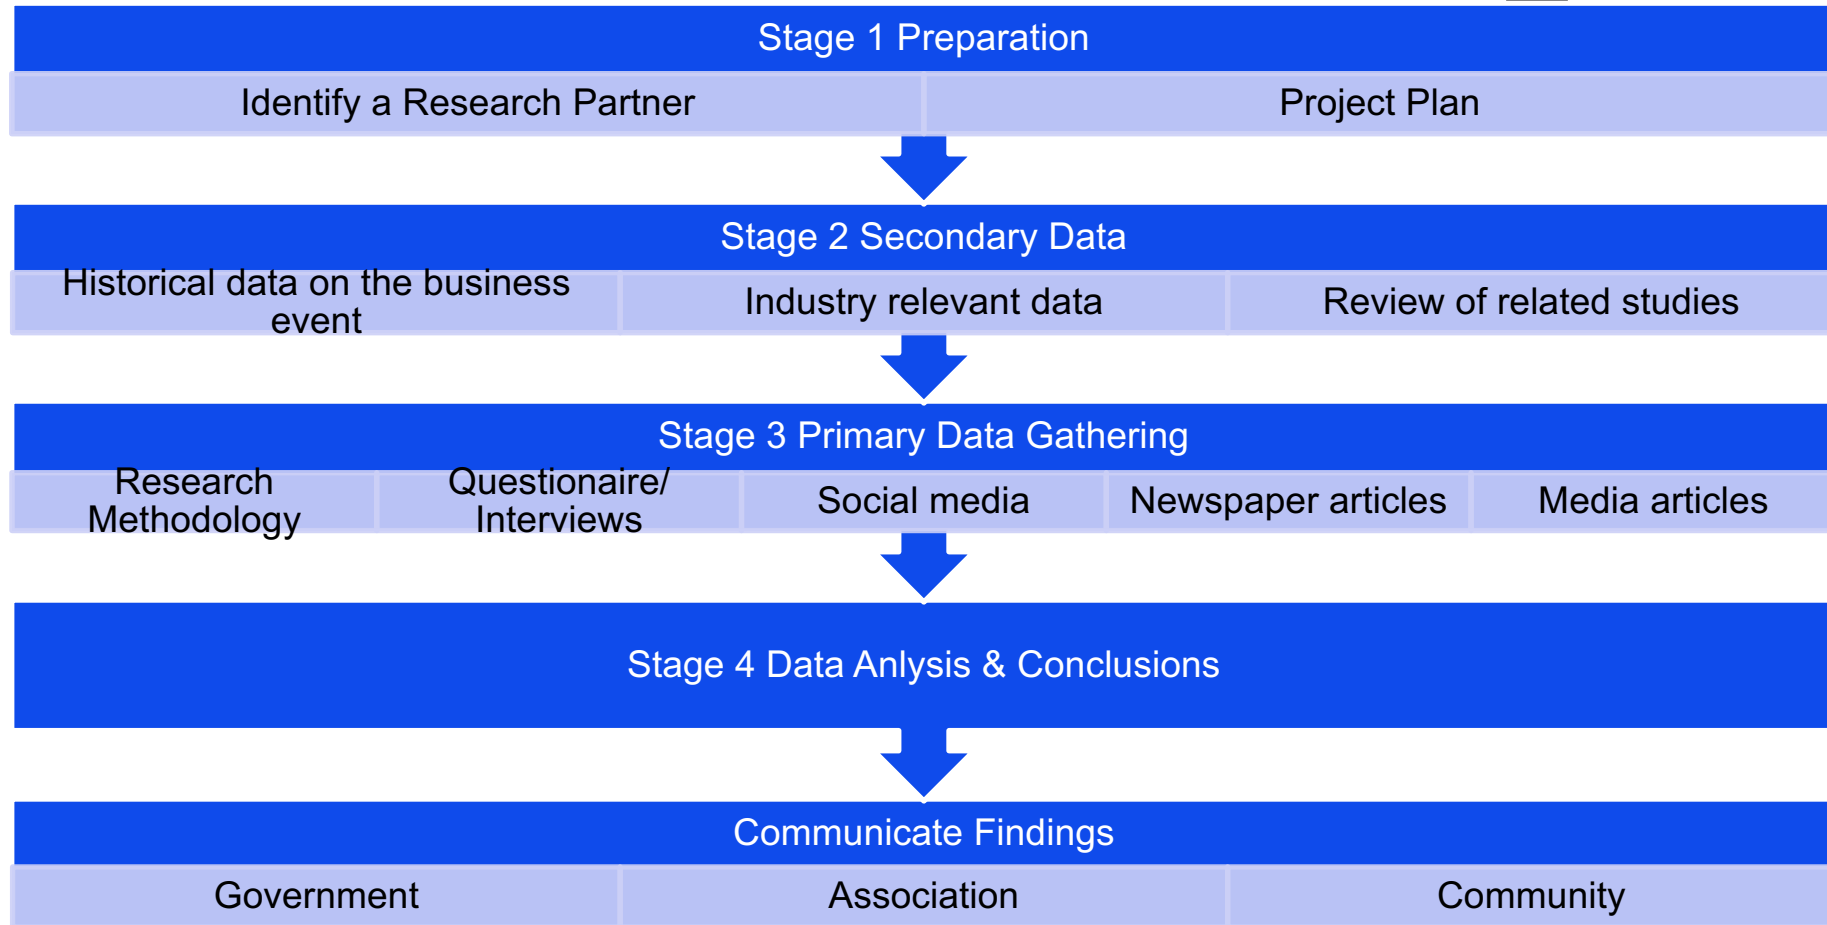 Stage 1 Preparation
Identify a Research Partner
Project Plan
Stage 2 Secondary Data
Historical data on the business
event
Industry relevant data
Review of related studies
Stage 3 Primary Data Gathering
Research
Methodology
Questionaire/
Interviews
Social media
Newspaper articles
Media articles
Stage 4 Data Anlysis & Conclusions
Communicate Findings
Government
Association
Community